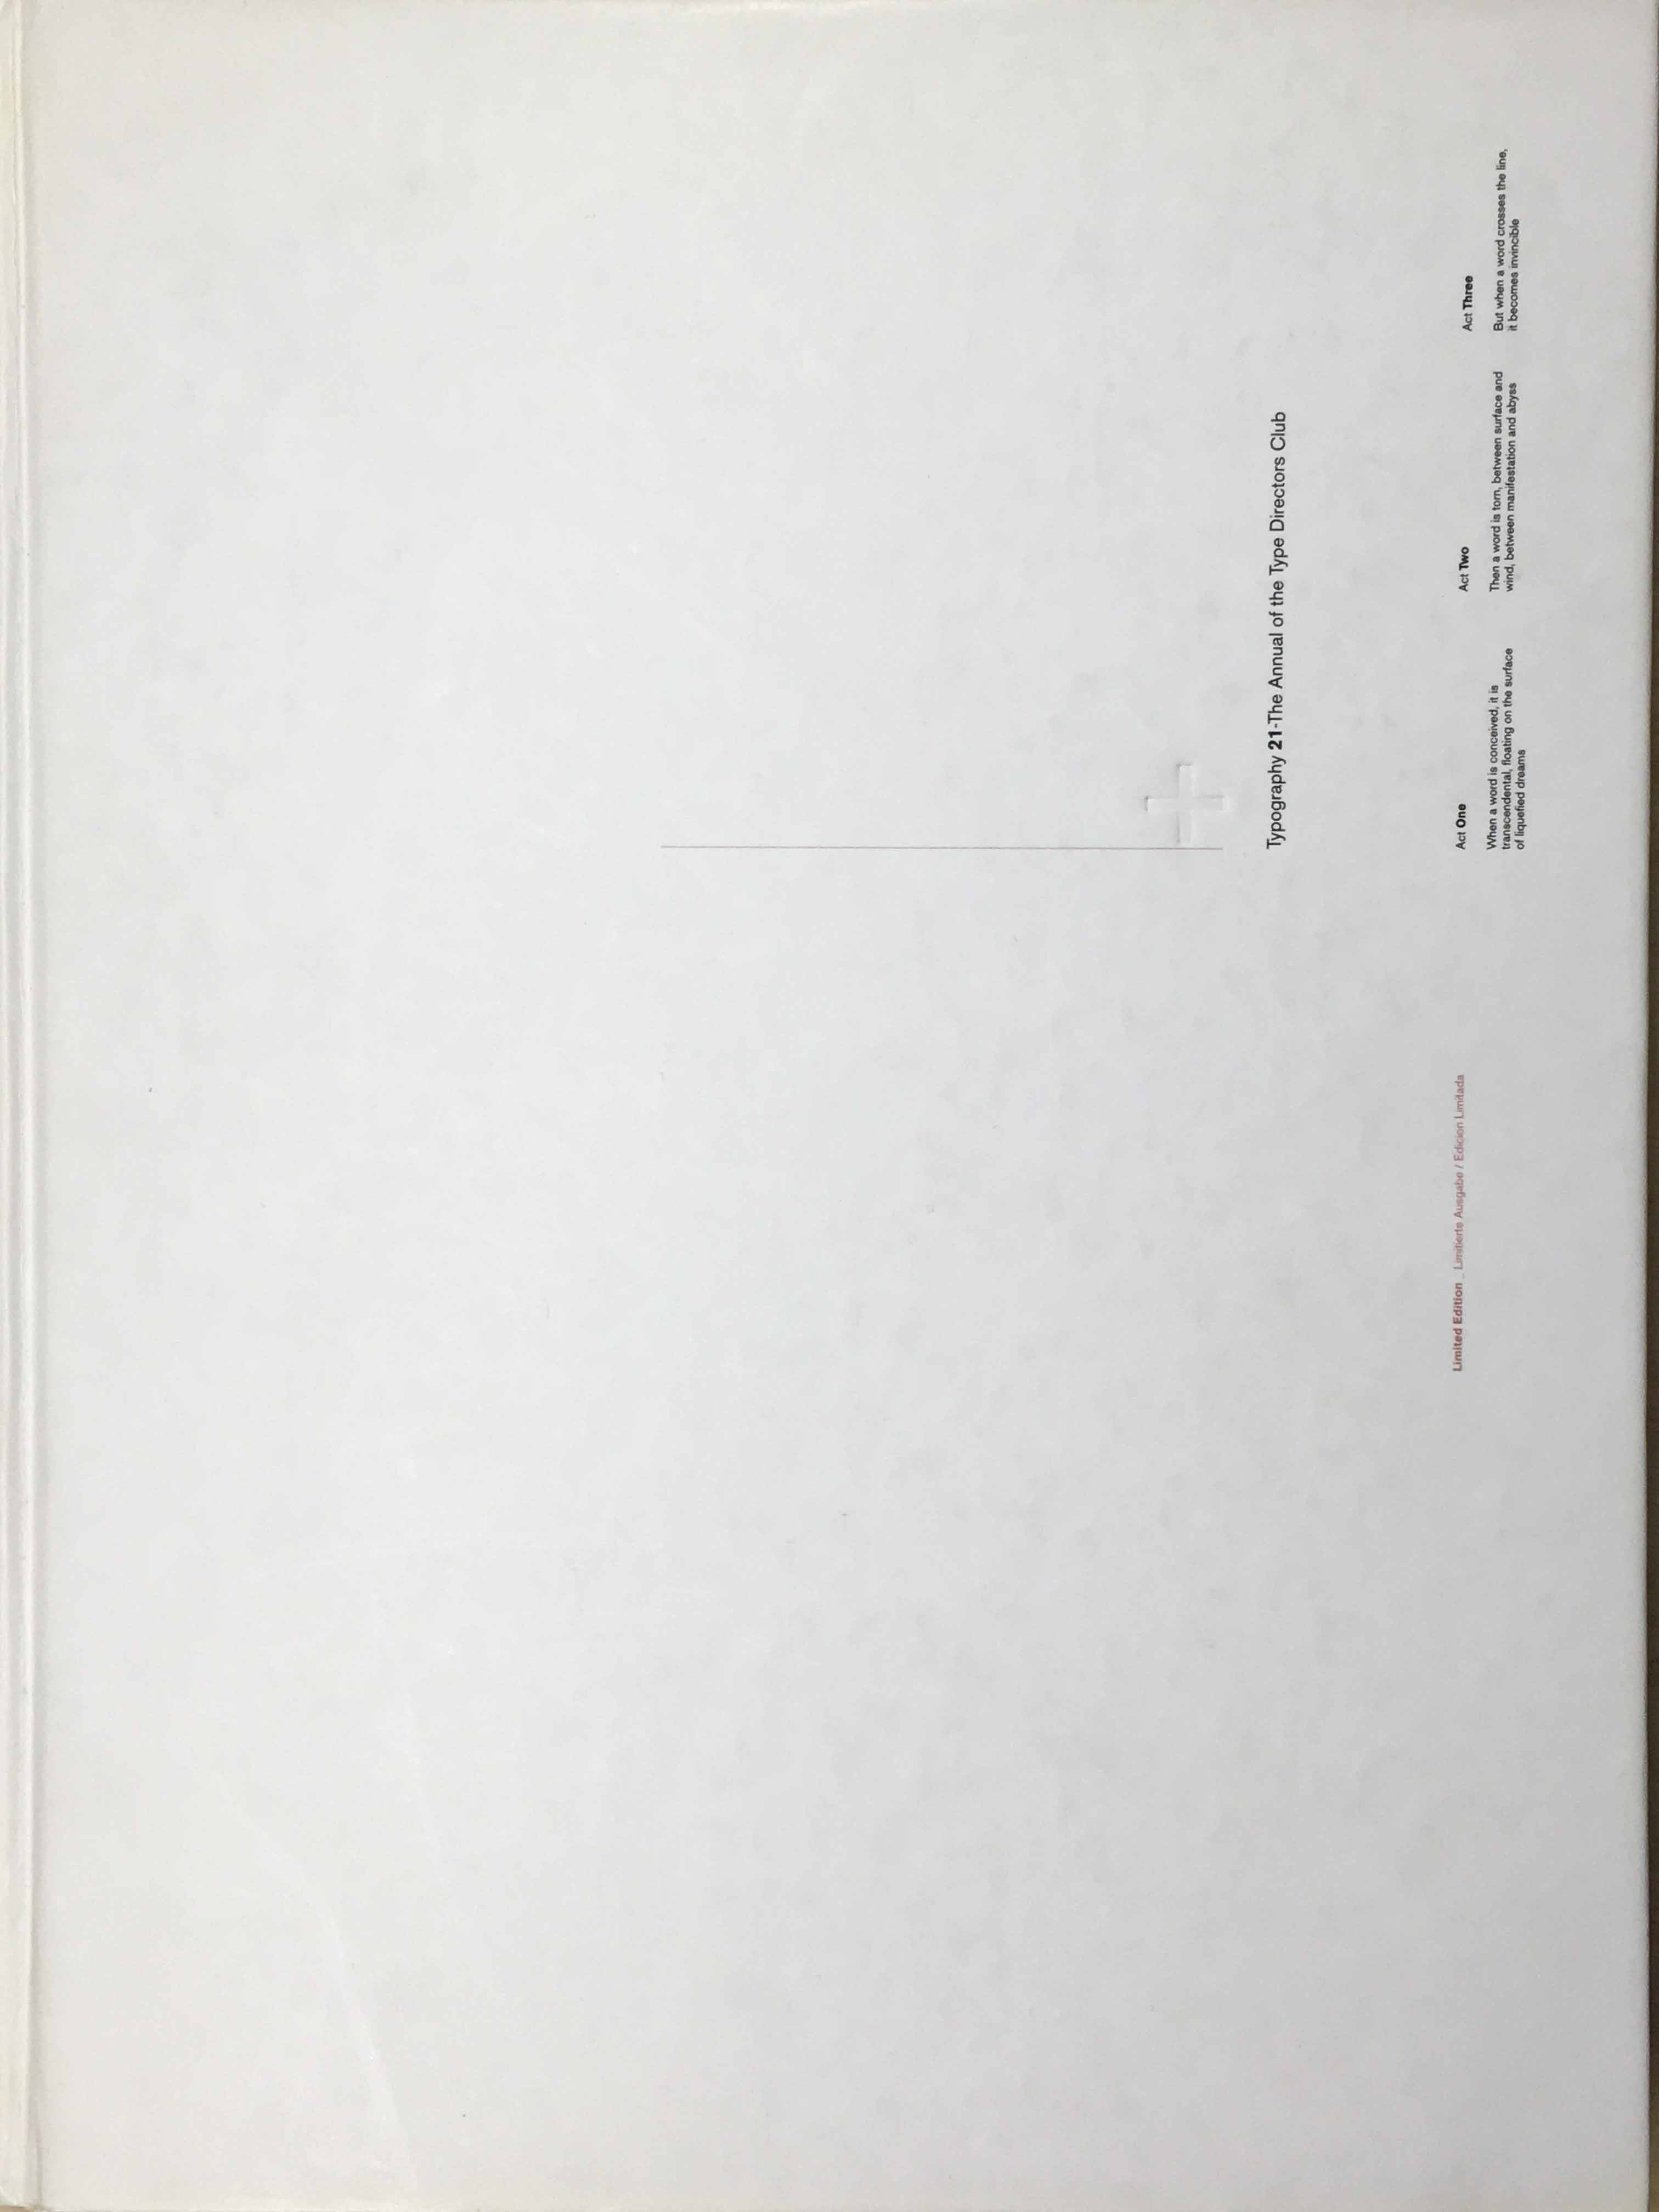 Typography 21-The Annual of the Type Directors Club
Limited Edition _ Limitierte Ausgabe / Edicion Limitada
Act One
When a word is conceived, it is
transcendental, floating on the surface
of liquefied dreams
Act Two
Then a word is torn, between surface and
wind, between manifestation and abyss
Act Three
But when a word crosses the line,
it becomes invincible